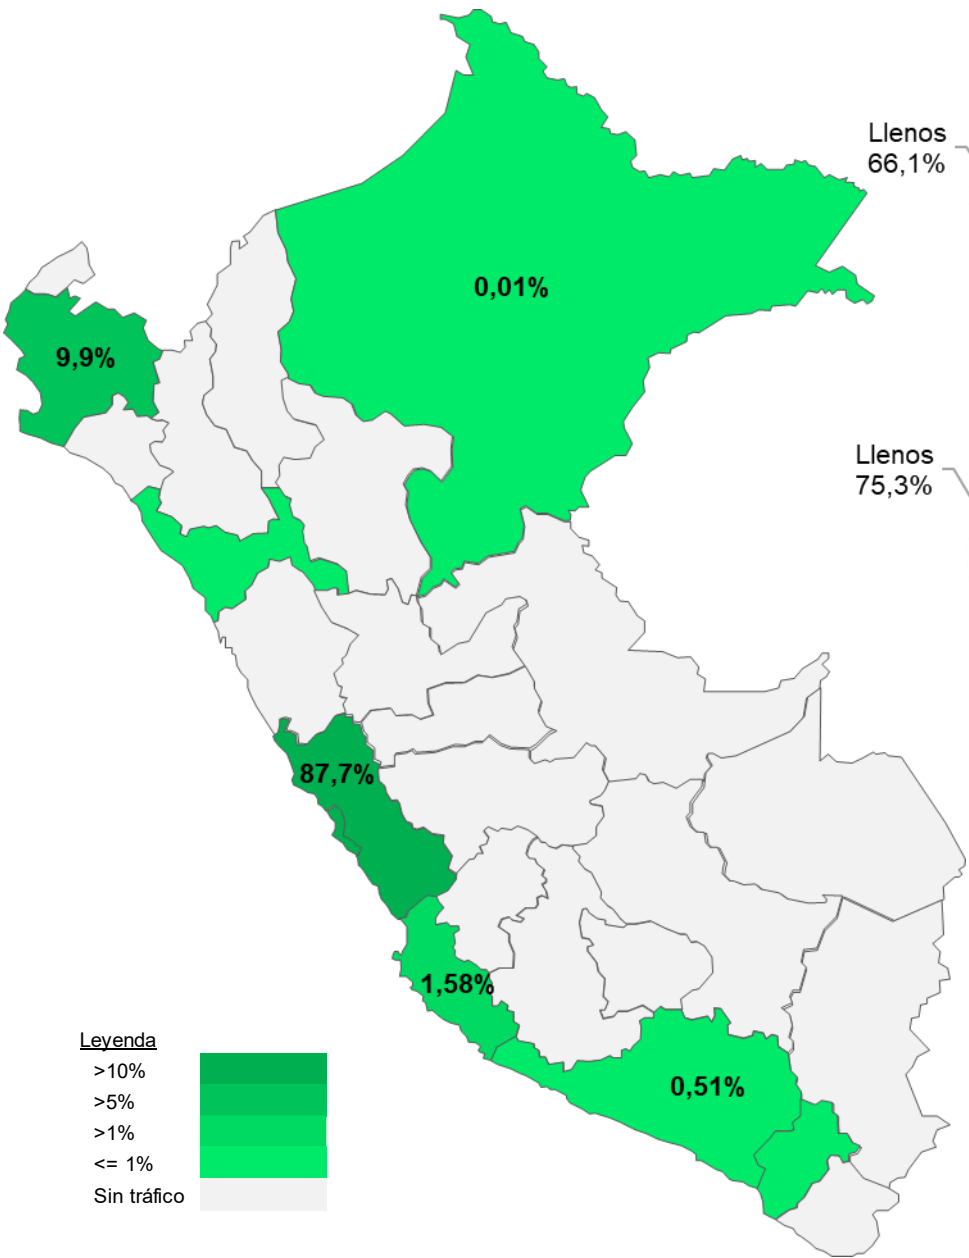 Llenos
66,1%
0,01%
9,9%
Llenos
75,3%
87,7%
1,58%
0,51%
Leyenda
>10%
>5%
>1%
<= 1%
Sin tráfico